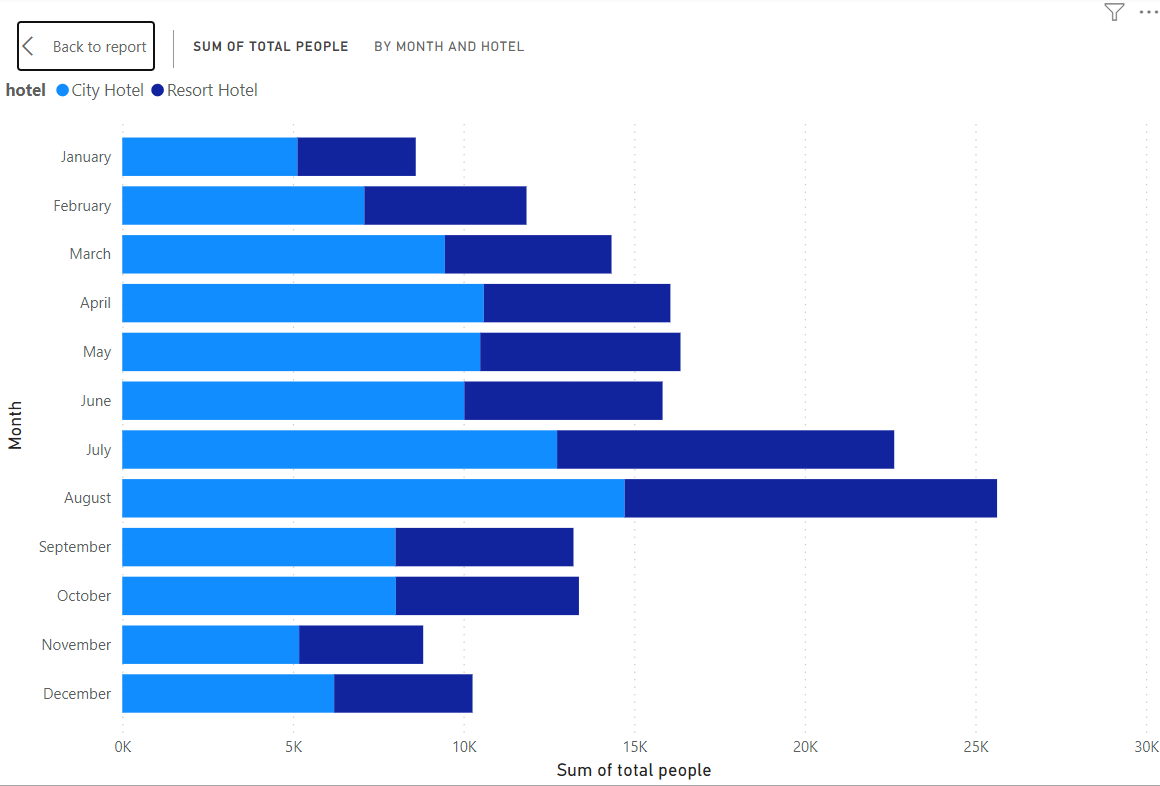 Back to report
SUM OF TOTAL PEOPLE BY MONTH AND HOTEL
hotel City Hotel Resort Hotel
January
February
March
April
May
June
July
August
September
October
November
December
Month
0K 5K 10K 15K 20K 25K 30K
Sum of total people